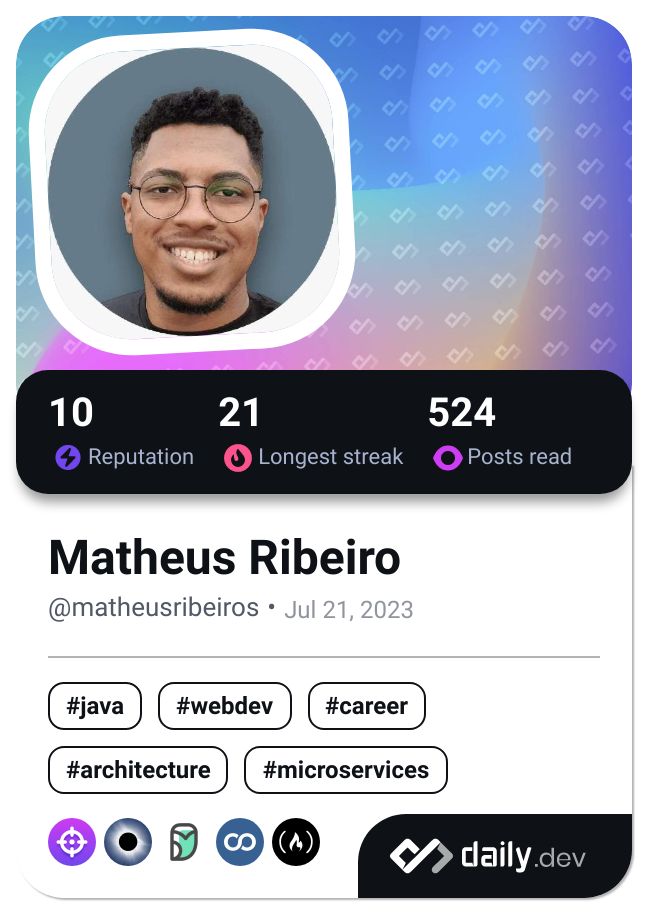 10 21 524
Reputation Longest streak Posts read
Matheus Ribeiro
@matheusribeiros • Jul 21, 2023
#java #webdev #career
#architecture #microservices
daily.dev